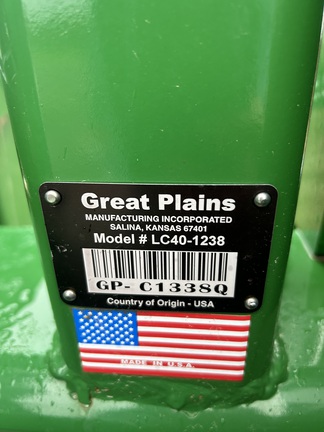 Great Plains
MANUFACTURING INCORPORATED
SALINA, KANSAS 67401
Model # LC40-1238
GP- C1338Q
Country of Origin - USA
MADE IN U.S.A.